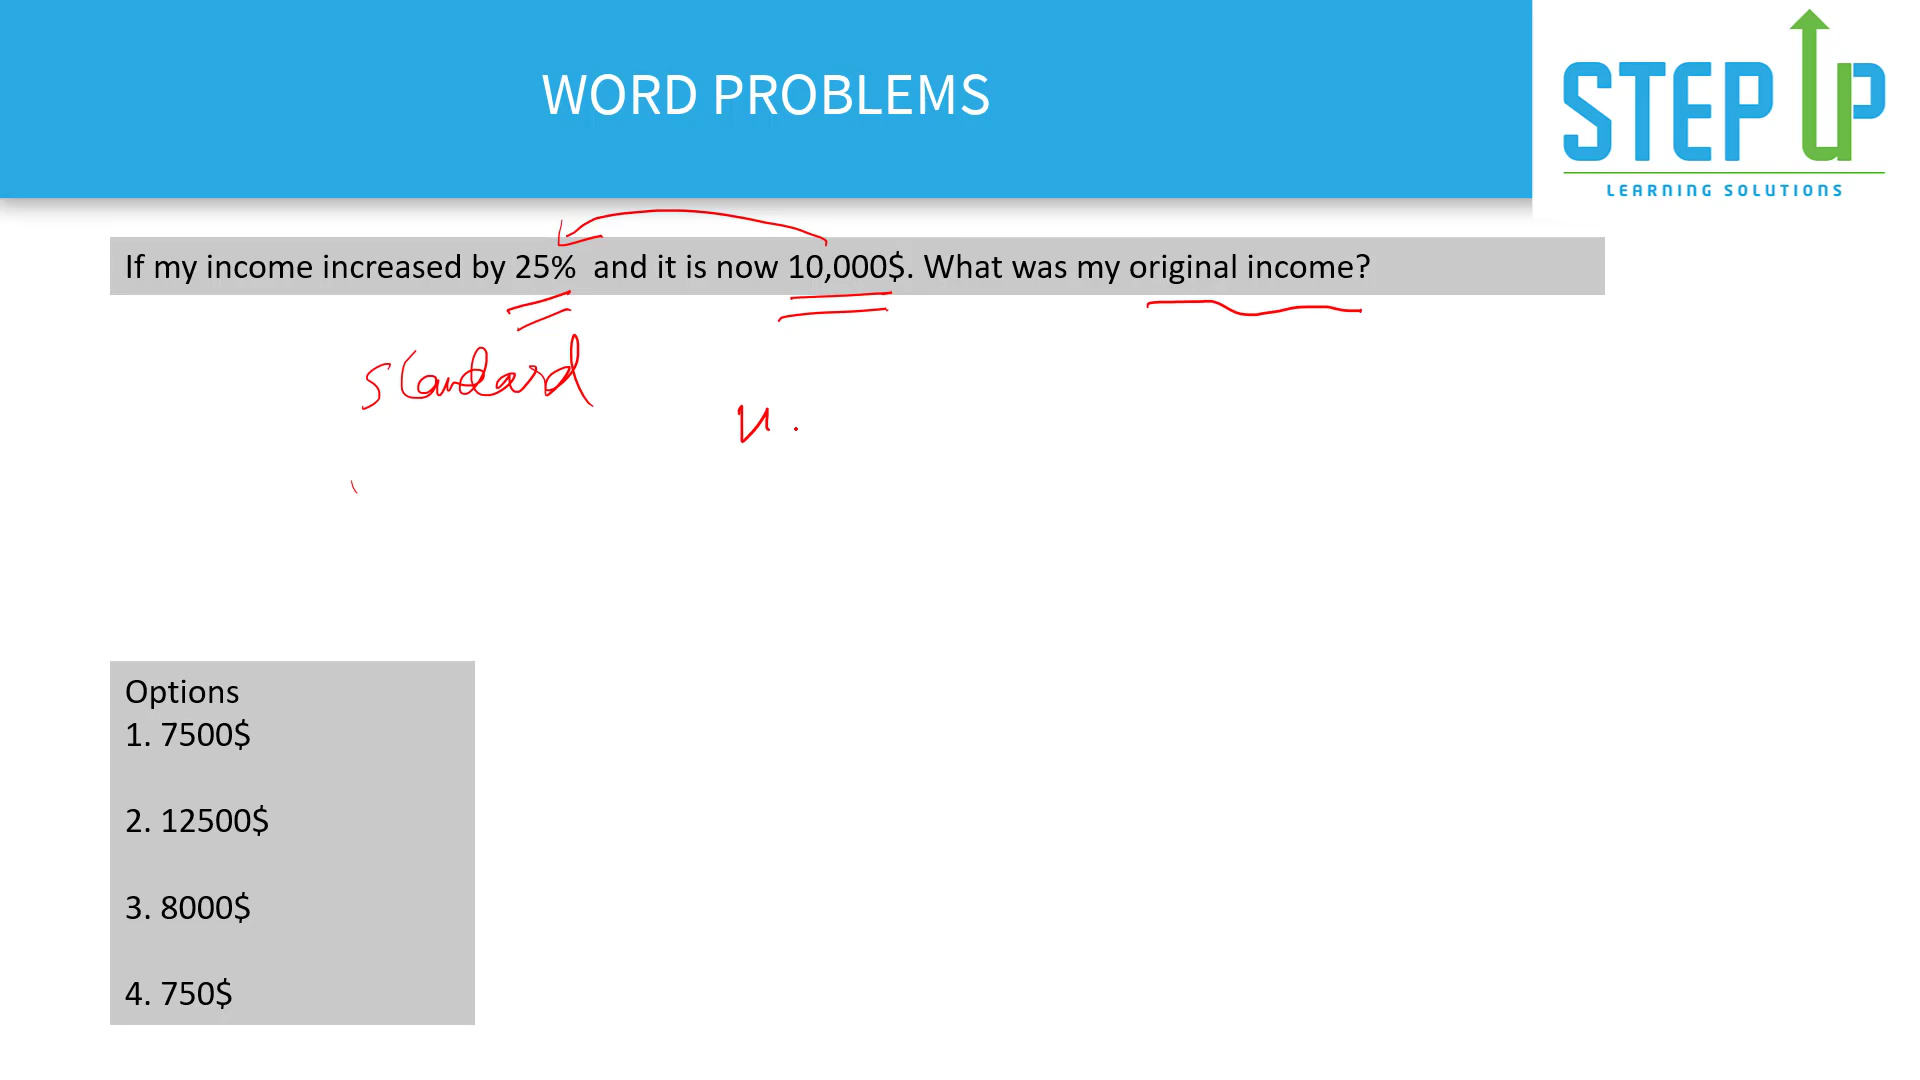 WORD PROBLEMS
STEP UP
LEARNING SOLUTIONS
If my income increased by 25% and it is now 10,000$. What was my original income?
standard
Options
1. 7500$
2. 12500$
3. 8000$
4. 750$